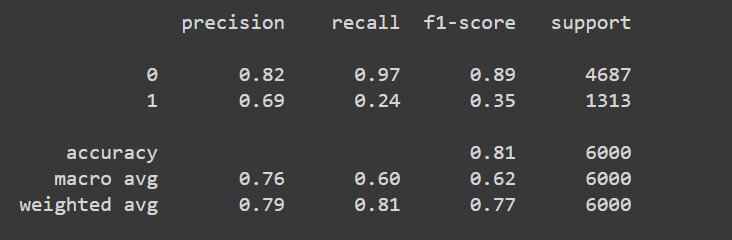 precision recall f1-score support
0 0.82 0.97 0.89 4687
1 0.69 0.24 0.35 1313
accuracy 0.81 6000
macro avg 0.76 0.60 0.62 6000
weighted avg 0.79 0.81 0.77 6000